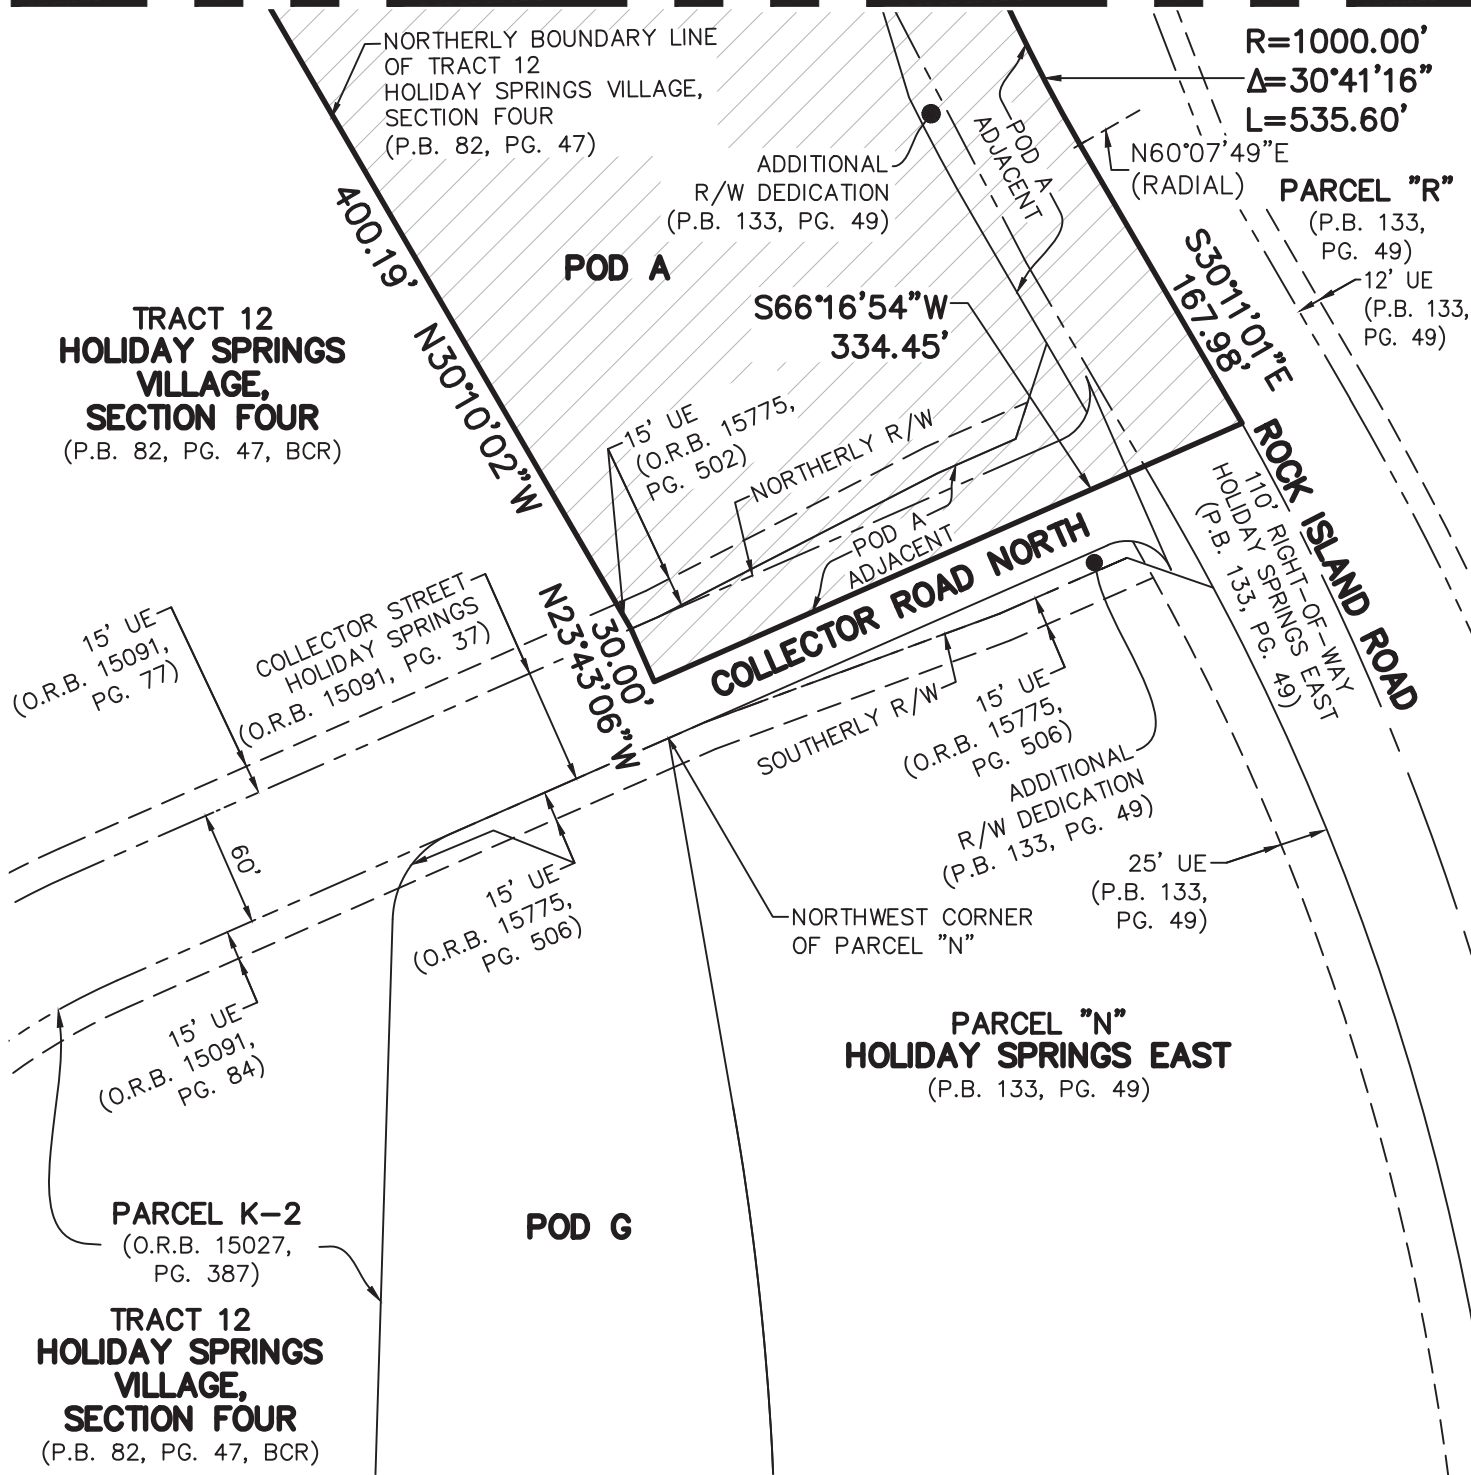 NORTHERLY BOUNDARY LINE
OF TRACT 12
HOLIDAY SPRINGS VILLAGE,
SECTION FOUR
(P.B. 82, PG. 47)
R=1000.00'
Δ=30°41'16"
L=535.60'
N60°07'49"E
(RADIAL)
PARCEL "R"
(P.B. 133,
PG. 49)
12' UE
(P.B. 133,
PG. 49)
ADDITIONAL
R/W DEDICATION
(P.B. 133, PG. 49)
POD A
ADJACENT
400.19'
N30°10'02"W
POD A
S66°16'54"W
334.45'
S30°11'01"E
167.98'
TRACT 12
HOLIDAY SPRINGS
VILLAGE,
SECTION FOUR
(P.B. 82, PG. 47, BCR)
15' UE
(O.R.B. 15775,
PG. 502)
NORTHERLY R/W
POD A
ADJACENT
COLLECTOR ROAD NORTH
ROCK ISLAND ROAD
110' RIGHT-OF-WAY
HOLIDAY SPRINGS EAST
(P.B. 133, PG. 49)
15' UE
(O.R.B. 15091,
PG. 77)
COLLECTOR STREET
HOLIDAY SPRINGS
(O.R.B. 15091, PG. 37)
30.00'
N23°43'06"W
SOUTHERLY R/W
15' UE
(O.R.B. 15775,
PG. 506)
ADDITIONAL
R/W DEDICATION
(P.B. 133, PG. 49)
60'
15' UE
(O.R.B. 15775,
PG. 506)
25' UE
(P.B. 133,
PG. 49)
NORTHWEST CORNER
OF PARCEL "N"
15' UE
(O.R.B. 15091,
PG. 84)
PARCEL "N"
HOLIDAY SPRINGS EAST
(P.B. 133, PG. 49)
PARCEL K-2
(O.R.B. 15027,
PG. 387)
POD G
TRACT 12
HOLIDAY SPRINGS
VILLAGE,
SECTION FOUR
(P.B. 82, PG. 47, BCR)